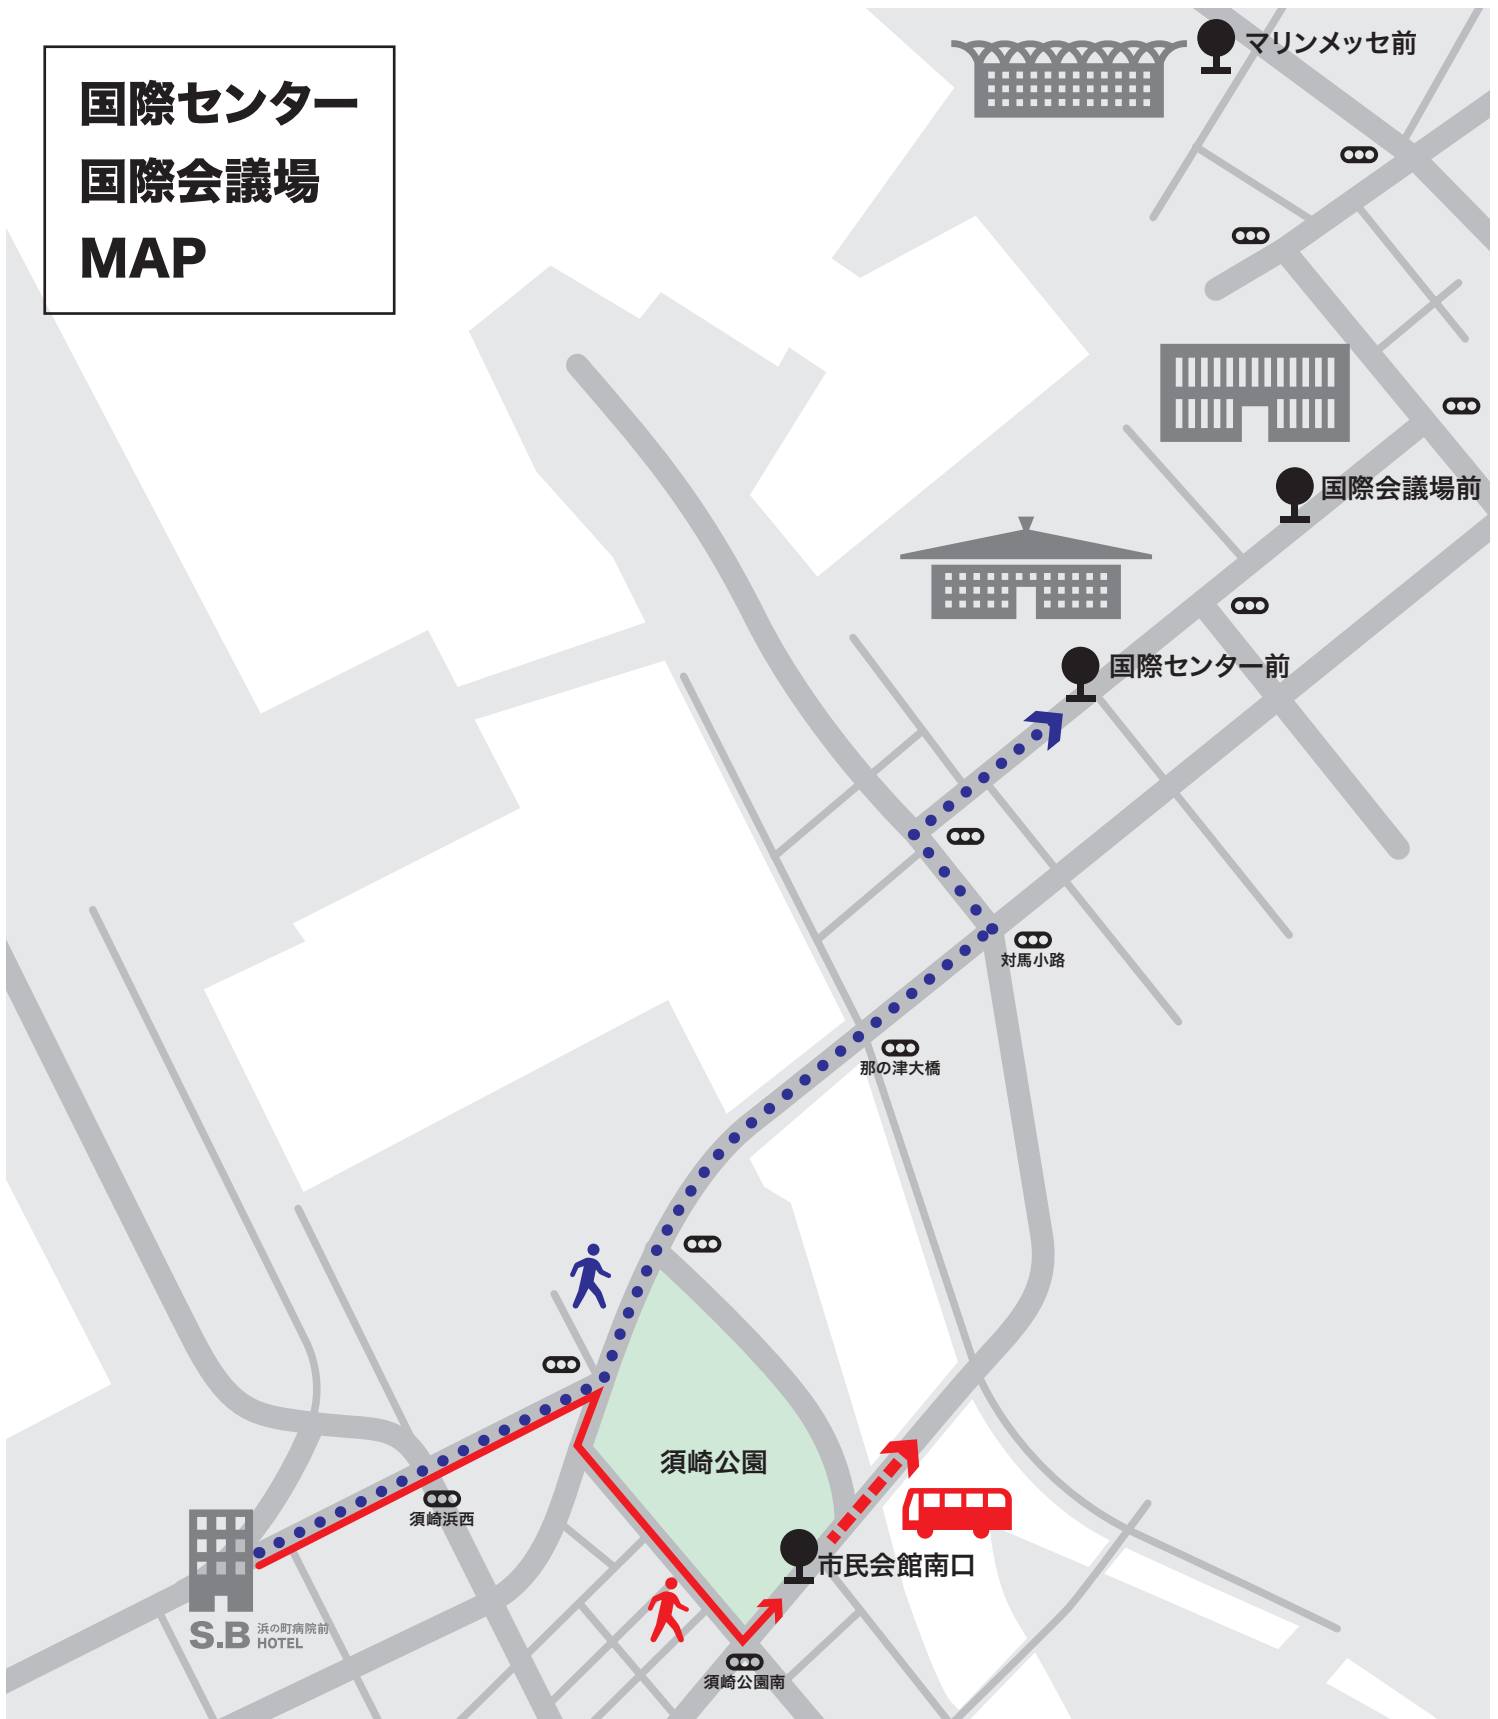 国際センター
国際会議場
MAP
マリンメッセ前
国際会議場前
国際センター前
対馬小路
那の津大橋
須崎公園
須崎浜西
市民会館南口
S.B 浜の町病院前
HOTEL
須崎公園南